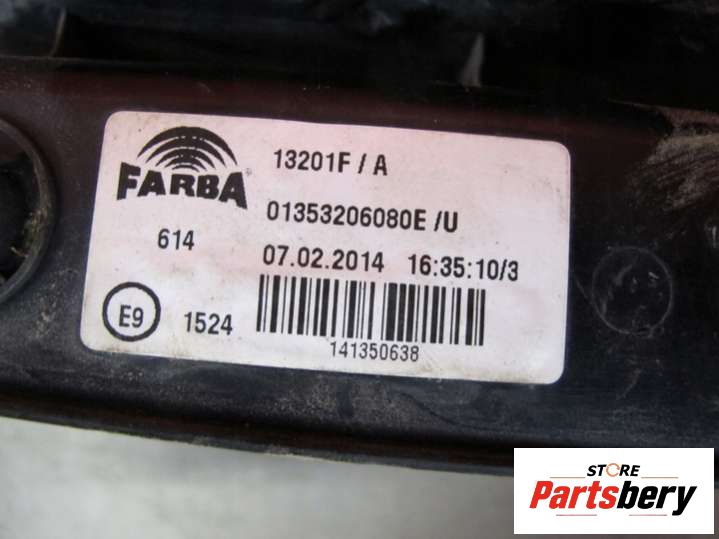 FARBA
13201F / A
01353206080E /U
614
07.02.2014 16:35:10/3
E9
1524
141350638
STORE
Partsbery